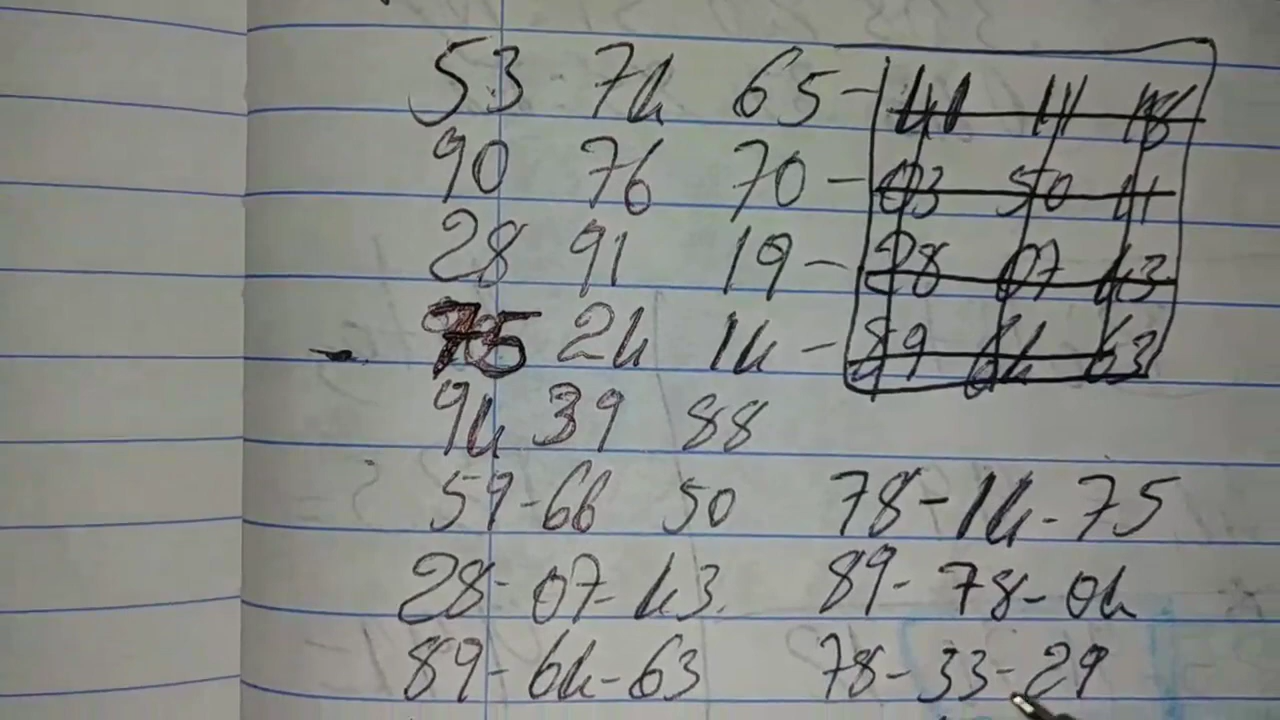 53 74 65 - 41 14 18
90 76 70 - 03 50 11
28 91 19 - 28 07 43
- 75 24 14 - 89 64 63
94 39 88
59 - 66 50 78 - 14 - 75
28 - 07 - 43. 89 - 78 - 04
89 - 64 - 63 78 - 33 - 29